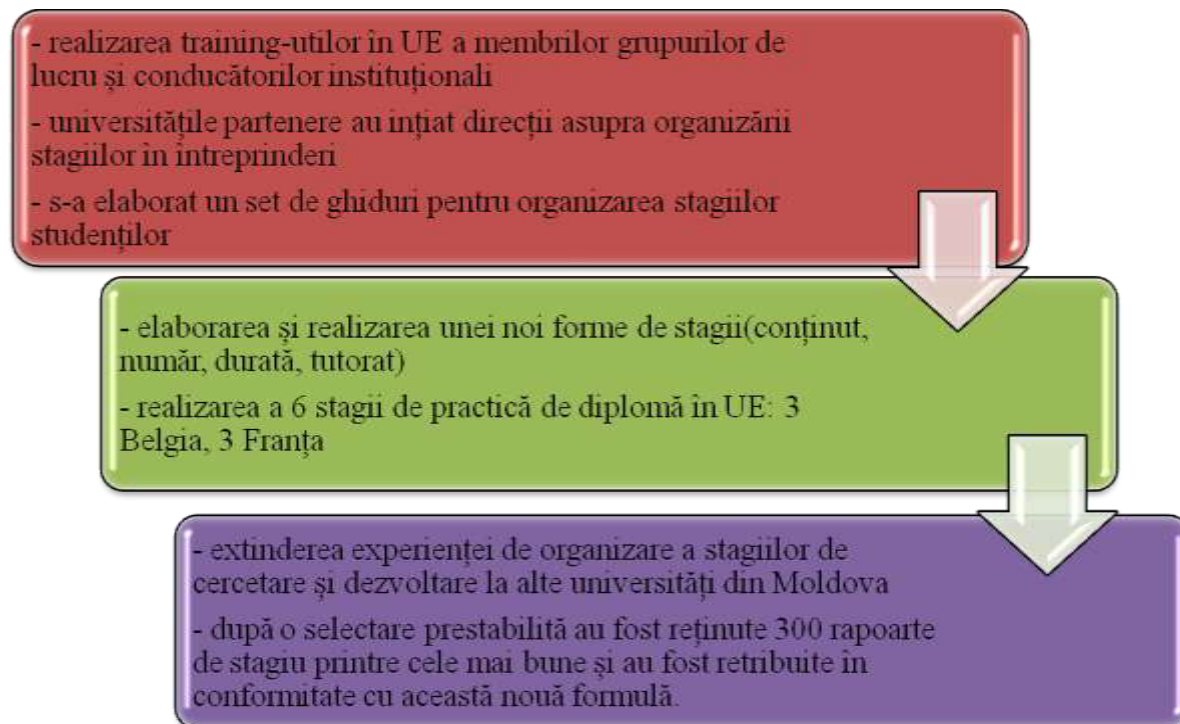 - realizarea training-utilor în UE a membrilor grupurilor de
lucru și conducătorilor instituționali
- universitățile partenere au ințiat direcții asupra organizării
stagiilor în întreprinderi
- s-a elaborat un set de ghiduri pentru organizarea stagiilor
studenților
- elaborarea și realizarea unei noi forme de stagii(conținut,
număr, durată, tutorat)
- realizarea a 6 stagii de practică de diplomă în UE: 3
Belgia, 3 Franța
- extinderea experienței de organizare a stagiilor de
cercetare și dezvoltare la alte universități din Moldova
- după o selectare prestabilită au fost reținute 300 rapoarte
de stagiu printre cele mai bune și au fost retribuite în
conformitate cu această nouă formulă.